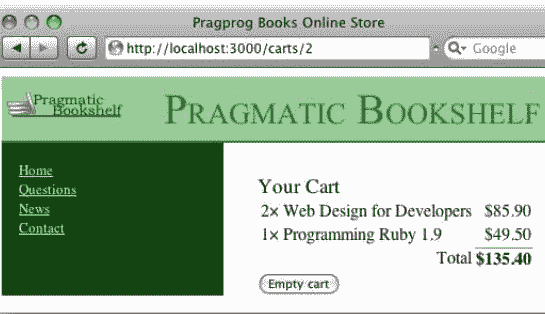 Pragprog Books Online Store
http://localhost:3000/carts/2
Google
Pragmatic
Bookshelf
PRAGMATIC BOOKSHELF
Home
Questions
News
Contact
Your Cart
2× Web Design for Developers $85.90
1× Programming Ruby 1.9 $49.50
Total $135.40
Empty cart